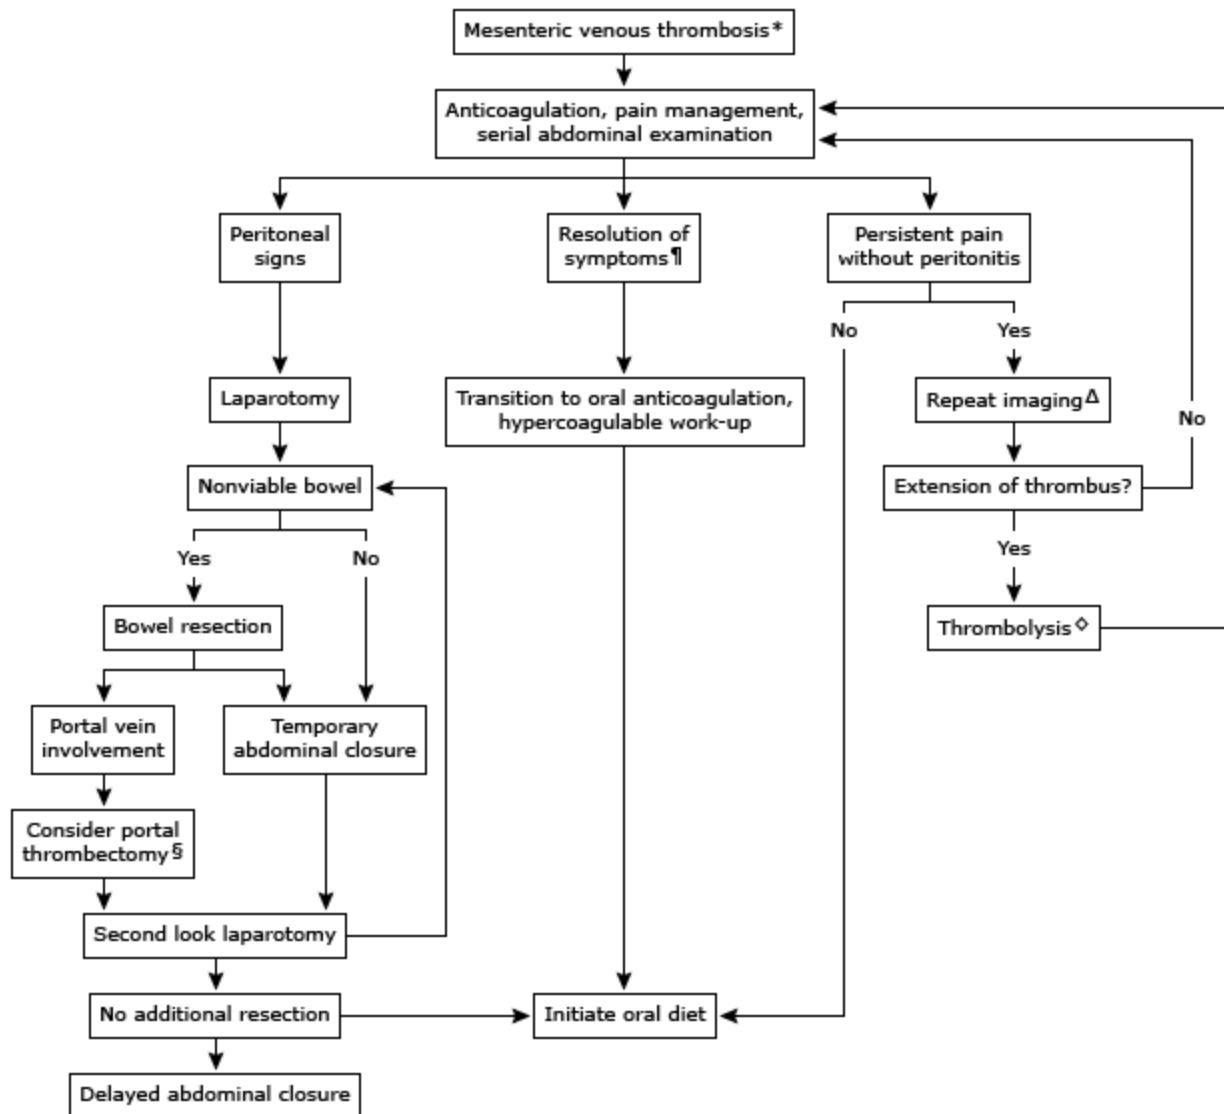 Mesenteric venous thrombosis*
Anticoagulation, pain management,
serial abdominal examination
Peritoneal
signs
Resolution of
symptoms¶
Persistent pain
without peritonitis
No
Yes
Laparotomy
Transition to oral anticoagulation,
hypercoagulable work-up
Repeat imagingΔ
No
Nonviable bowel
Extension of thrombus?
Yes
No
Yes
Bowel resection
Thrombolysis◇
Portal vein
involvement
Temporary
abdominal closure
Consider portal
thrombectomy§
Second look laparotomy
No additional resection
Initiate oral diet
Delayed abdominal closure